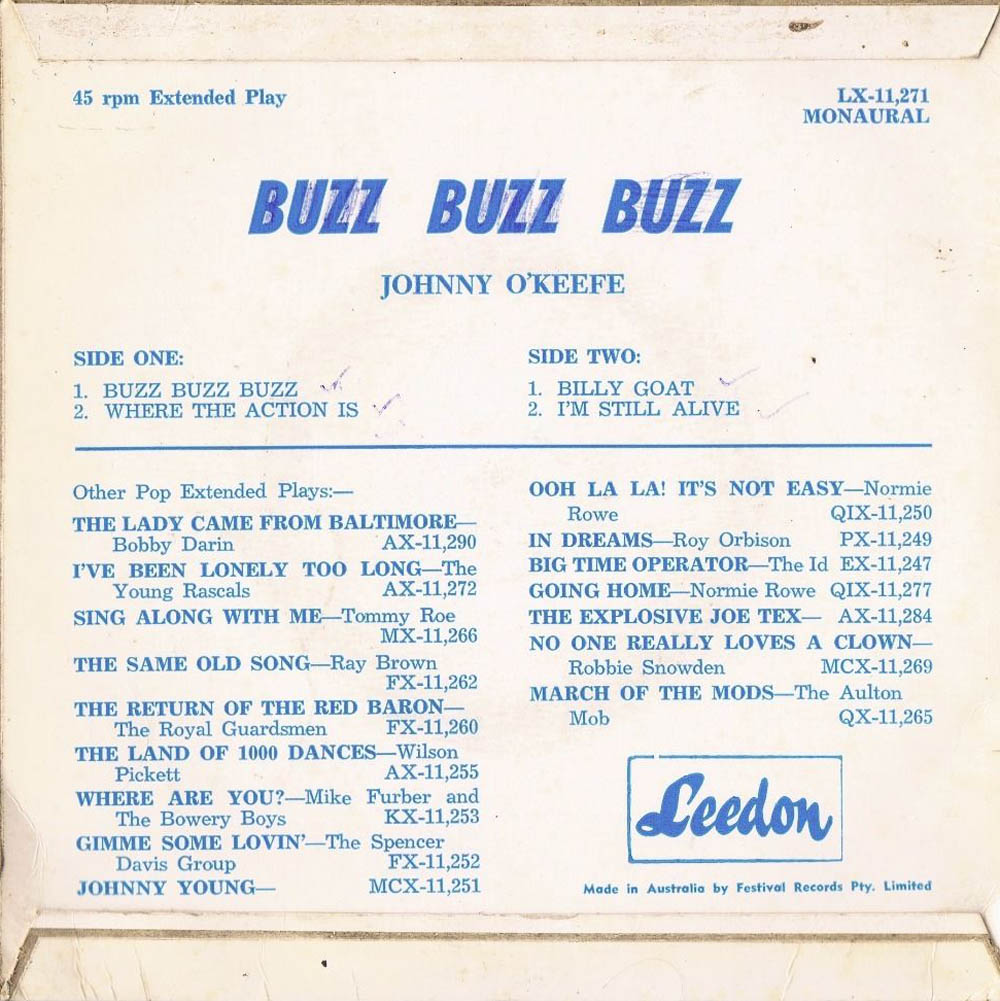 45 rpm Extended Play
LX-11,271
MONAURAL
BUZZ BUZZ BUZZ
JOHNNY O'KEEFE
SIDE ONE:
1. BUZZ BUZZ BUZZ
2. WHERE THE ACTION IS
SIDE TWO:
1. BILLY GOAT
2. I'M STILL ALIVE
Other Pop Extended Plays:—
THE LADY CAME FROM BALTIMORE—
Bobby Darin AX-11,290
I'VE BEEN LONELY TOO LONG—The
Young Rascals AX-11,272
SING ALONG WITH ME—Tommy Roe
MX-11,266
THE SAME OLD SONG—Ray Brown
FX-11,262
THE RETURN OF THE RED BARON—
The Royal Guardsmen FX-11,260
THE LAND OF 1000 DANCES—Wilson
Pickett AX-11,255
WHERE ARE YOU?—Mike Furber and
The Bowery Boys KX-11,253
GIMME SOME LOVIN'—The Spencer
Davis Group FX-11,252
JOHNNY YOUNG— MCX-11,251
OOH LA LA! IT'S NOT EASY—Normie
Rowe QIX-11,250
IN DREAMS—Roy Orbison PX-11,249
BIG TIME OPERATOR—The Id EX-11,247
GOING HOME—Normie Rowe QIX-11,277
THE EXPLOSIVE JOE TEX— AX-11,284
NO ONE REALLY LOVES A CLOWN—
Robbie Snowden MCX-11,269
MARCH OF THE MODS—The Aulton
Mob QX-11,265
Leedon
Made in Australia by Festival Records Pty. Limited